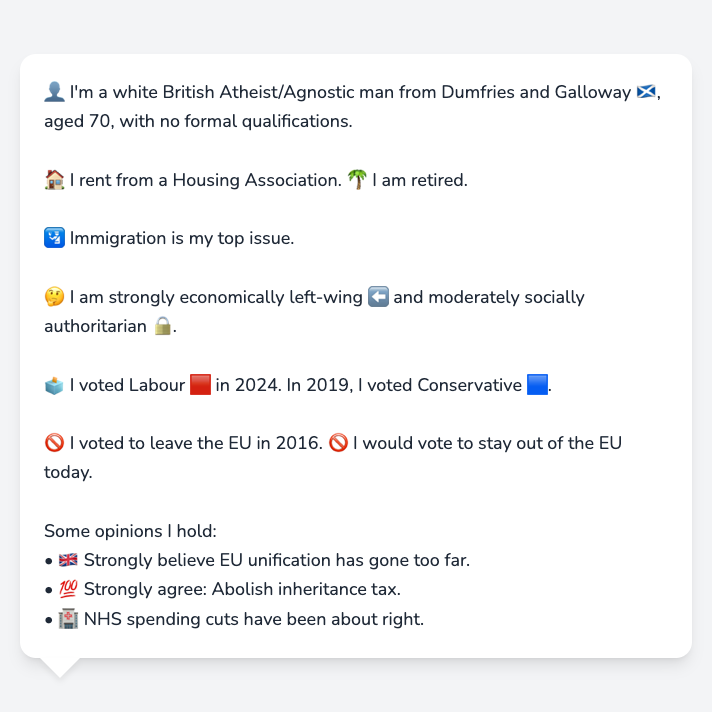 👤 I'm a white British Atheist/Agnostic man from Dumfries and Galloway 🏴󠁧󠁢󠁳󠁣󠁴󠁿,
aged 70, with no formal qualifications.
🏠 I rent from a Housing Association. 🌴 I am retired.
🛂 Immigration is my top issue.
🤔 I am strongly economically left-wing ⬅️ and moderately socially
authoritarian 🔒.
🗳️ I voted Labour 🟥 in 2024. In 2019, I voted Conservative 🟦.
🚫 I voted to leave the EU in 2016. 🚫 I would vote to stay out of the EU
today.
Some opinions I hold:
• 🇬🇧 Strongly believe EU unification has gone too far.
• 💯 Strongly agree: Abolish inheritance tax.
• 🏥 NHS spending cuts have been about right.